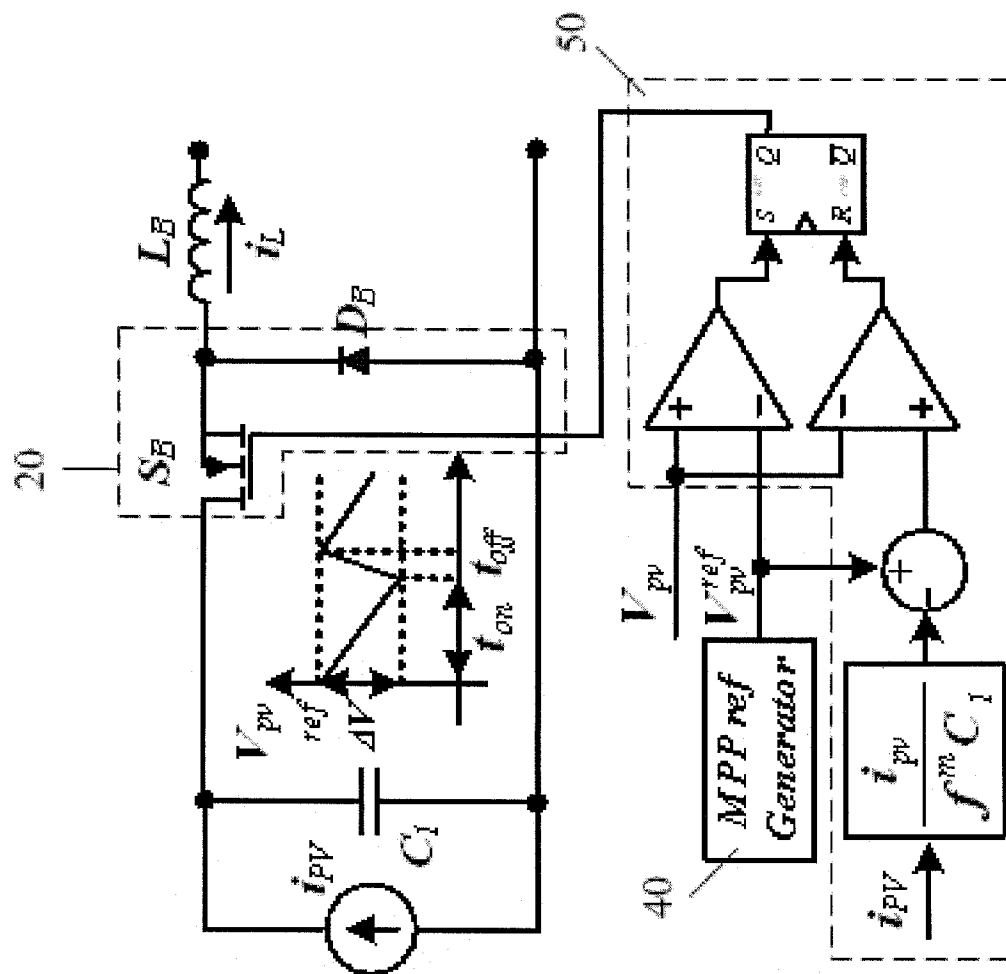 20
S_B
L_B
i_L
D_B
V_pv
ref
ΔV
t_on
t_off
i_PV
C_1
50
S Q
R Q̅
+
−
−
+
V_pv
V_pv^ref
+
−
40
MPP ref
Generator
i_pv
f^m C_1
i_PV